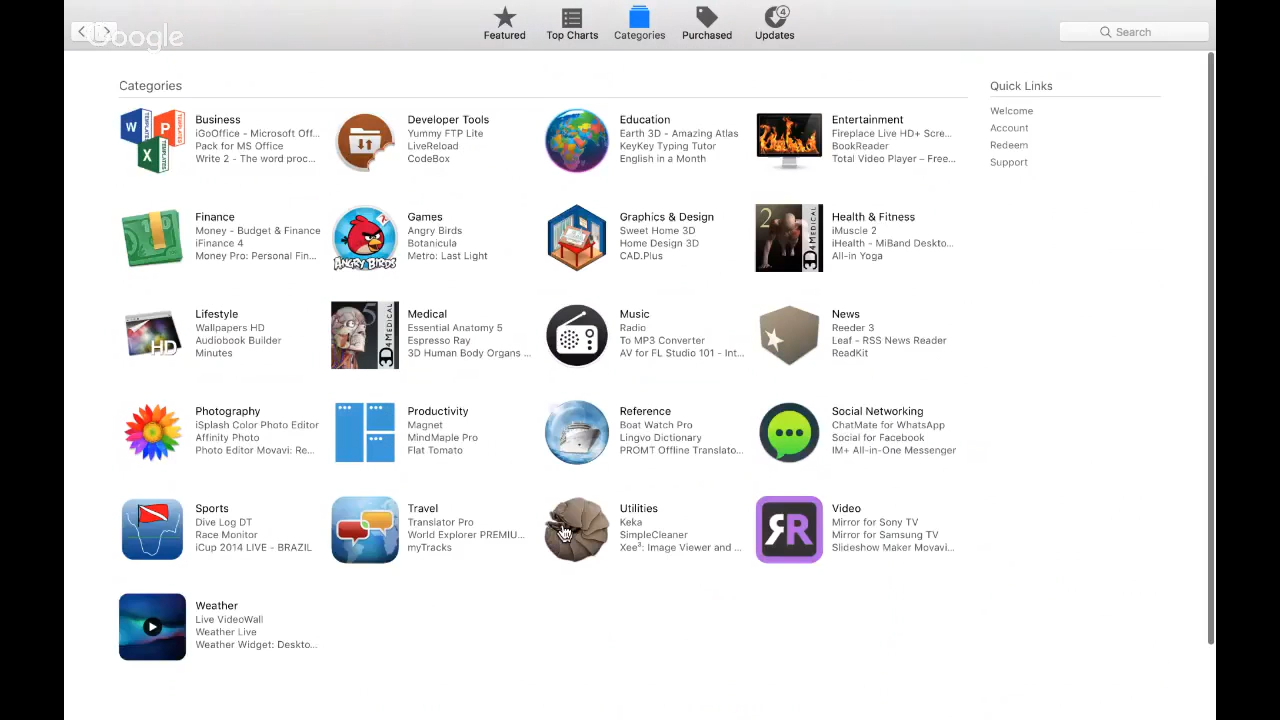 Google
4
Featured
Top Charts
Categories
Purchased
Updates
Search
Categories
Business
iGoOffice - Microsoft Off...
Pack for MS Office
Write 2 - The word proc...
Developer Tools
Yummy FTP Lite
LiveReload
CodeBox
Education
Earth 3D - Amazing Atlas
KeyKey Typing Tutor
English in a Month
Entertainment
Fireplace Live HD+ Scre...
BookReader
Total Video Player – Free...
Finance
Money - Budget & Finance
iFinance 4
Money Pro: Personal Fin...
ANGRY BIRDS
Games
Angry Birds
Botanicula
Metro: Last Light
Graphics & Design
Sweet Home 3D
Home Design 3D
CAD.Plus
2
3D4MEDICAL
Health & Fitness
iMuscle 2
iHealth - MiBand Deskto...
All-in Yoga
HD
Lifestyle
Wallpapers HD
Audiobook Builder
Minutes
5
3D4MEDICAL
Medical
Essential Anatomy 5
Espresso Ray
3D Human Body Organs ...
Music
Radio
To MP3 Converter
AV for FL Studio 101 - Int...
News
Reeder 3
Leaf - RSS News Reader
ReadKit
Photography
iSplash Color Photo Editor
Affinity Photo
Photo Editor Movavi: Re...
Productivity
Magnet
MindMaple Pro
Flat Tomato
Reference
Boat Watch Pro
Lingvo Dictionary
PROMT Offline Translato...
Social Networking
ChatMate for WhatsApp
Social for Facebook
IM+ All-in-One Messenger
Sports
Dive Log DT
Race Monitor
iCup 2014 LIVE - BRAZIL
Travel
Translator Pro
World Explorer PREMIU...
myTracks
Utilities
Keka
SimpleCleaner
Xee³: Image Viewer and ...
Video
Mirror for Sony TV
Mirror for Samsung TV
Slideshow Maker Movavi...
Weather
Live VideoWall
Weather Live
Weather Widget: Deskto...
Quick Links
Welcome
Account
Redeem
Support